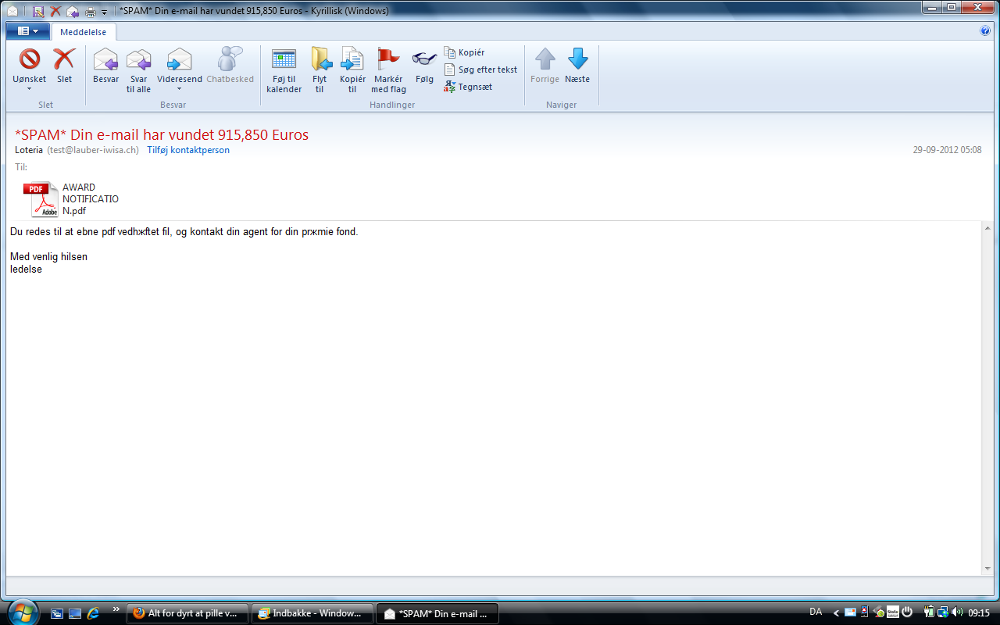 *SPAM* Din e-mail har vundet 915,850 Euros - Kyrillisk (Windows)
Meddelelse
Uønsket
Slet
Besvar
Svar
til alle
Videresend
Chatbesked
Føj til
kalender
Flyt
til
Kopiér
til
Markér
med flag
Følg
Kopiér
Søg efter tekst
Tegnsæt
Forrige
Næste
Slet
Besvar
Handlinger
Naviger
*SPAM* Din e-mail har vundet 915,850 Euros
Loteria (test@lauber-iwisa.ch) Tilføj kontaktperson
29-09-2012 05:08
Til:
PDF
Adobe
AWARD
NOTIFICATIO
N.pdf
Du redes til at ebne pdf vedhжftet fil, og kontakt din agent for din prжmie fond.
Med venlig hilsen
ledelse
Alt for dyrt at pille v...
Indbakke - Window...
*SPAM* Din e-mail ...
DA
09:15